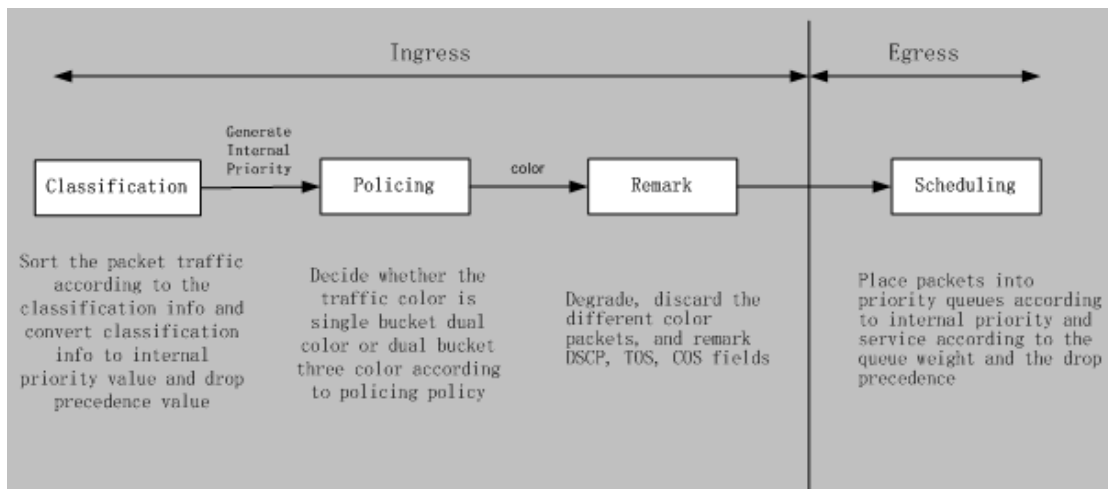 Ingress
Egress
Generate
Internal
Priority
color
Classification
Policing
Remark
Scheduling
Sort the packet traffic
according to the
classification info and
convert classification
info to internal
priority value and drop
precedence value
Decide whether the
traffic color is
single bucket dual
color or dual bucket
three color according
to policing policy
Degrade, discard the
different color
packets, and remark
DSCP, TOS, COS fields
Place packets into
priority queues according
to internal priority and
service according to the
queue weight and the drop
precedence